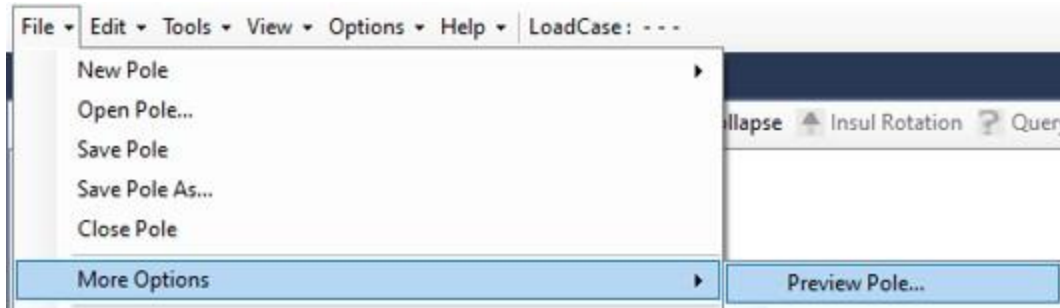 File Edit Tools View Options Help LoadCase: - - -
New Pole
Open Pole...
Insul Rotation
Save Pole
Save Pole As...
Close Pole
More Options Preview Pole...